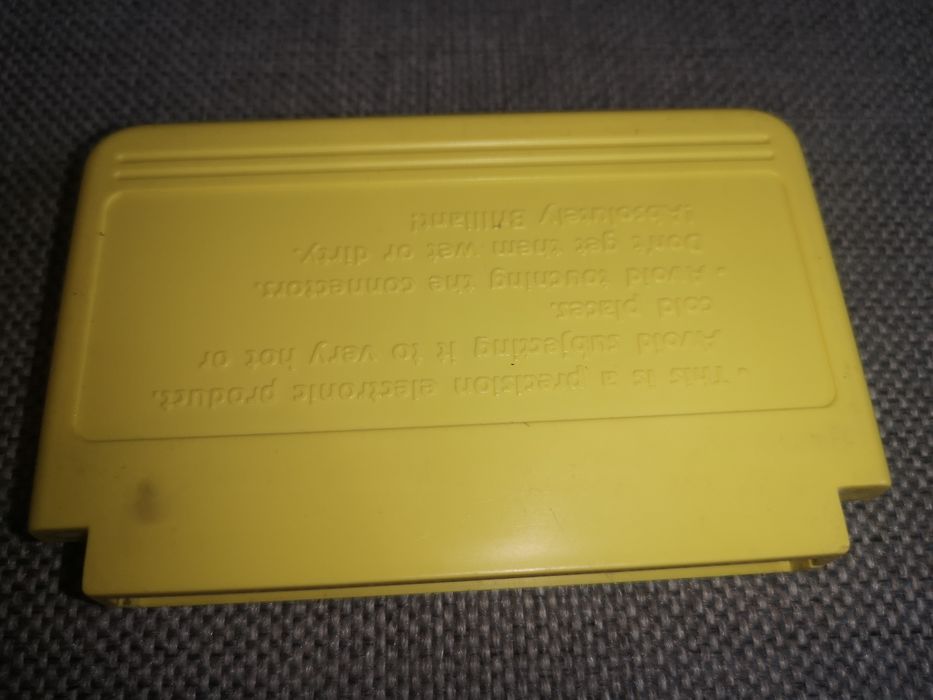 • This is a precision electronic product.
Avoid subjecting it to very hot or
cold places.
• Avoid touching the connectors.
Don't get them wet or dirty.
!Absolutely Brilliant!